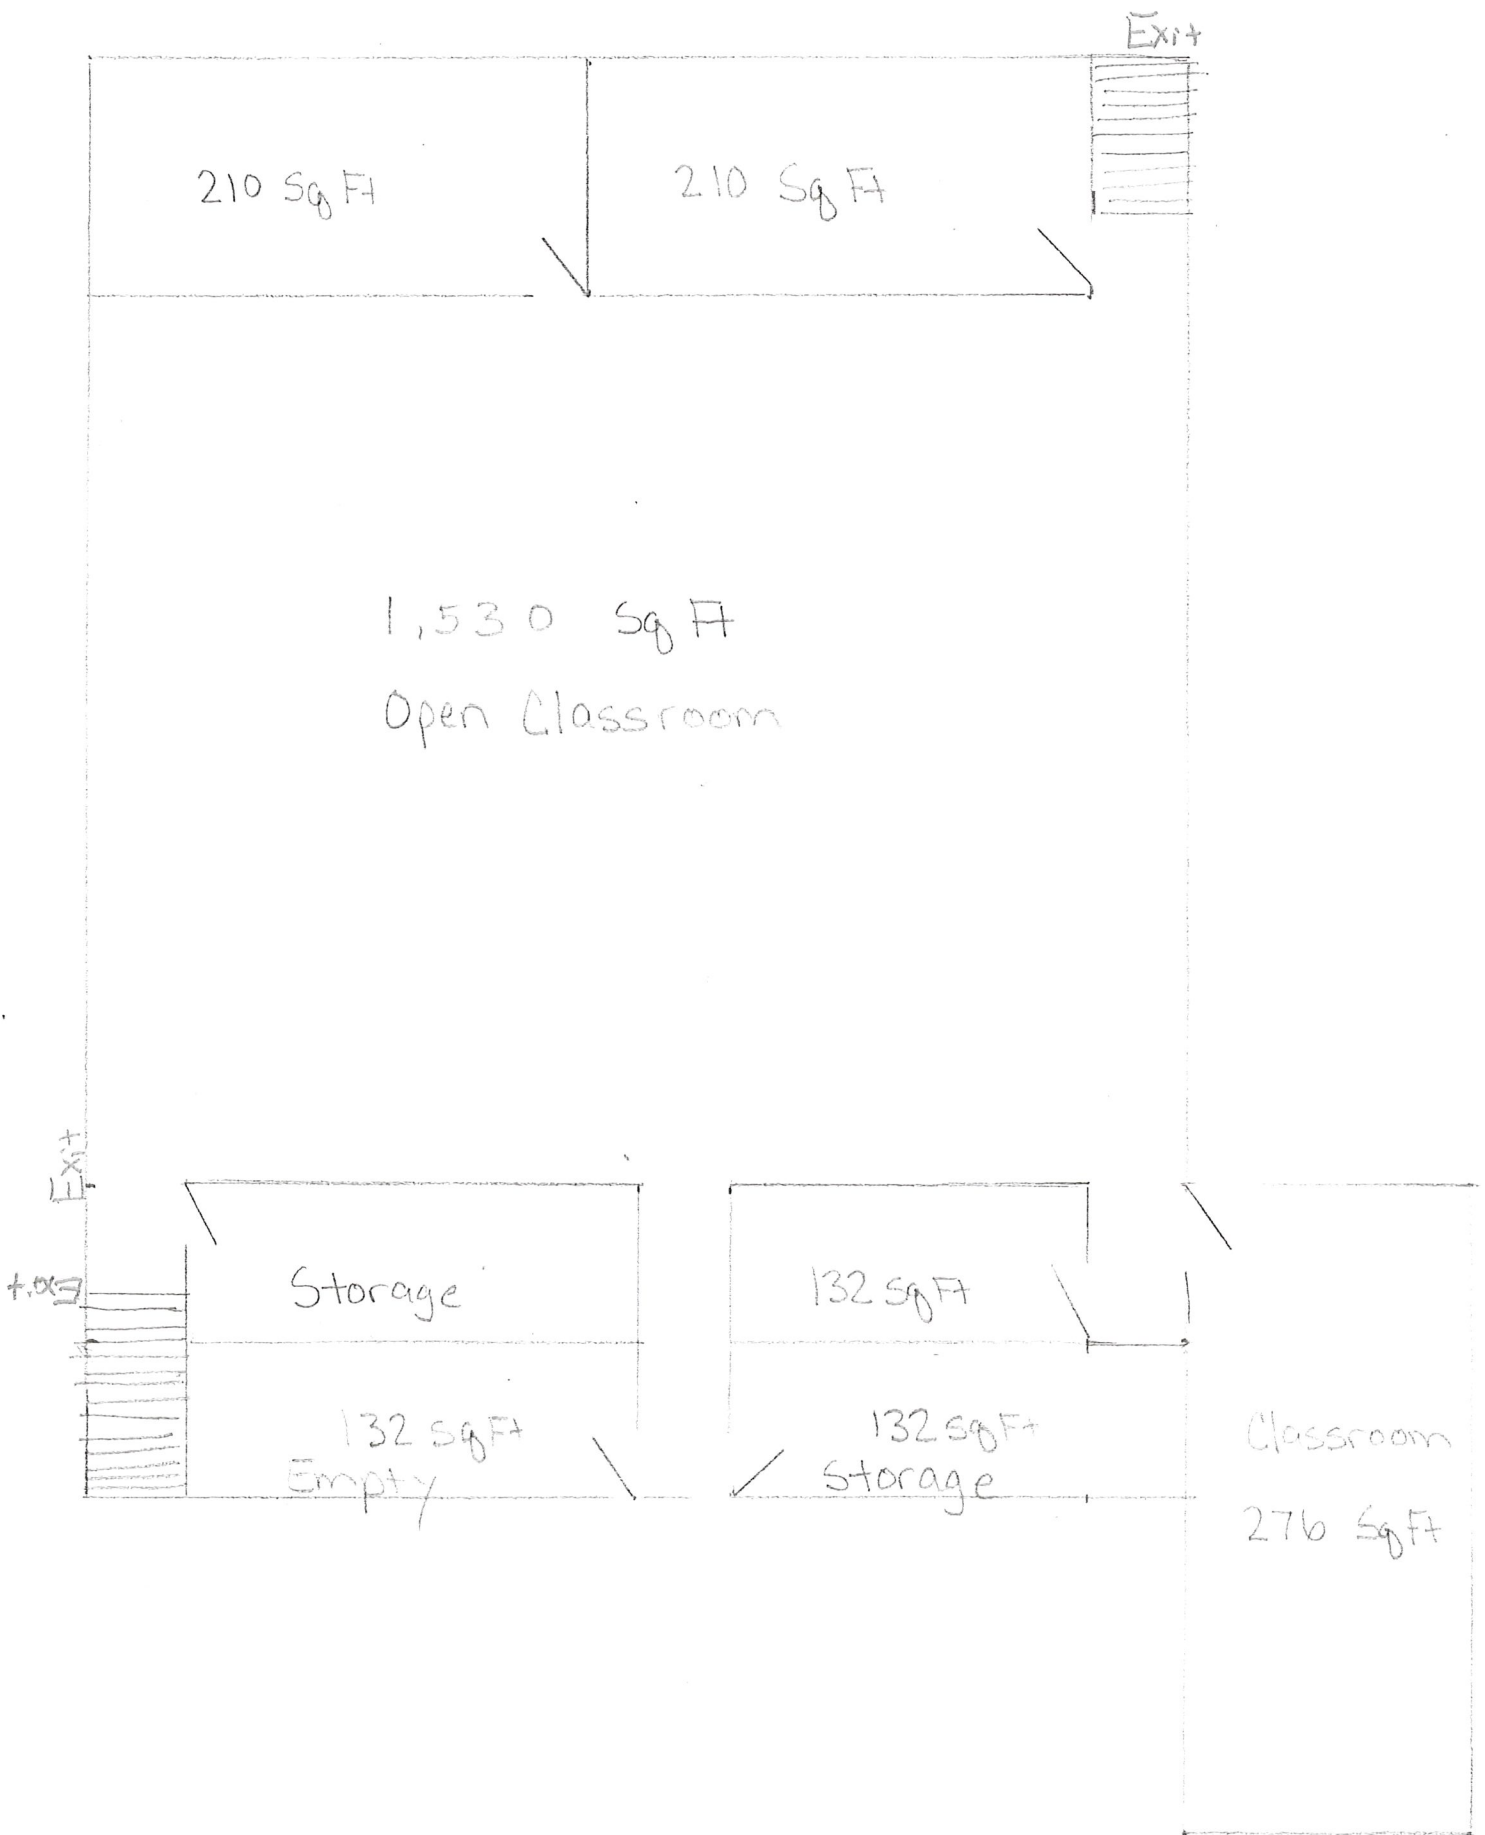 Exit
210 Sq Ft
210 Sq Ft
1,530 Sq Ft
Open Classroom
Exit
Exit
Storage
132 Sq Ft
132 Sq Ft
Empty
132 Sq Ft
Storage
Classroom
276 Sq Ft